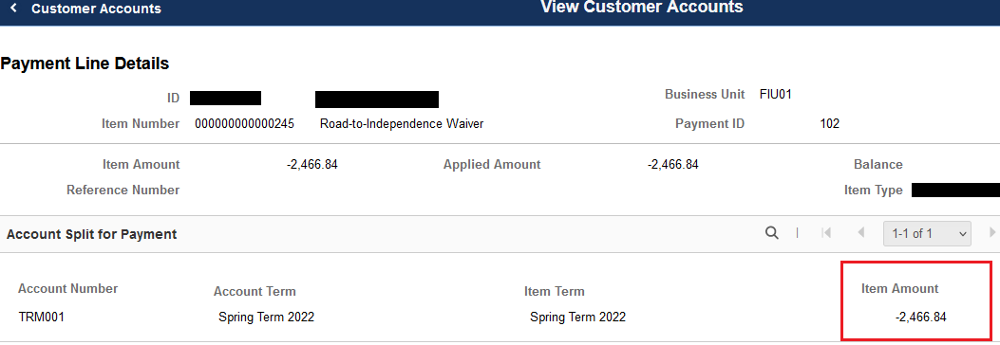 Customer Accounts View Customer Accounts
Payment Line Details
ID Business Unit FIU01
Item Number 000000000000245 Road-to-Independence Waiver Payment ID 102
Item Amount -2,466.84 Applied Amount -2,466.84 Balance
Reference Number Item Type
Account Split for Payment 1-1 of 1
Account Number Account Term Item Term Item Amount
TRM001 Spring Term 2022 Spring Term 2022 -2,466.84